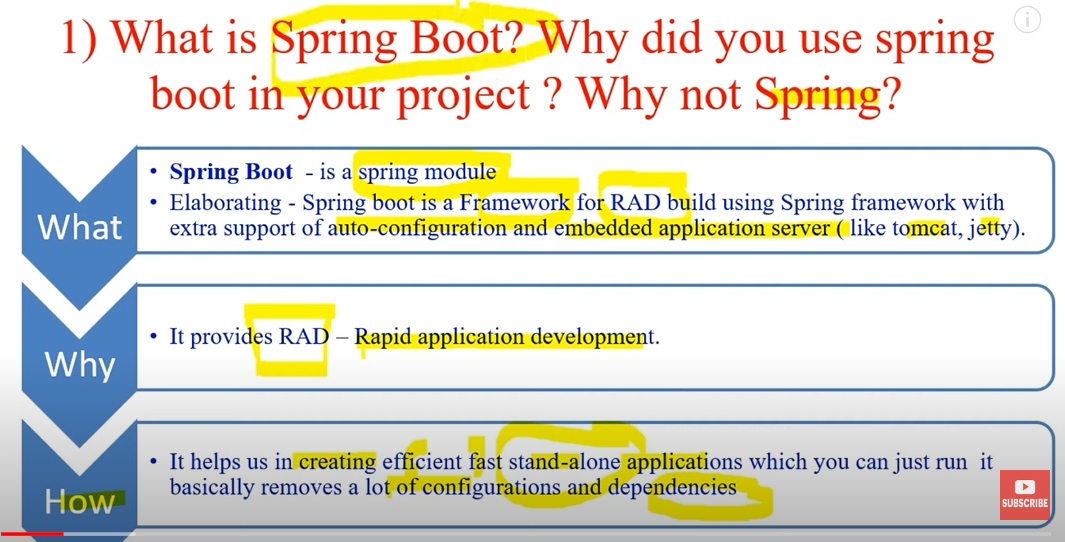 1) What is Spring Boot? Why did you use spring
boot in your project ? Why not Spring?
What
• Spring Boot - is a spring module
• Elaborating - Spring boot is a Framework for RAD build using Spring framework with
extra support of auto-configuration and embedded application server ( like tomcat, jetty).
Why
• It provides RAD – Rapid application development.
How
• It helps us in creating efficient fast stand-alone applications which you can just run it
basically removes a lot of configurations and dependencies
SUBSCRIBE